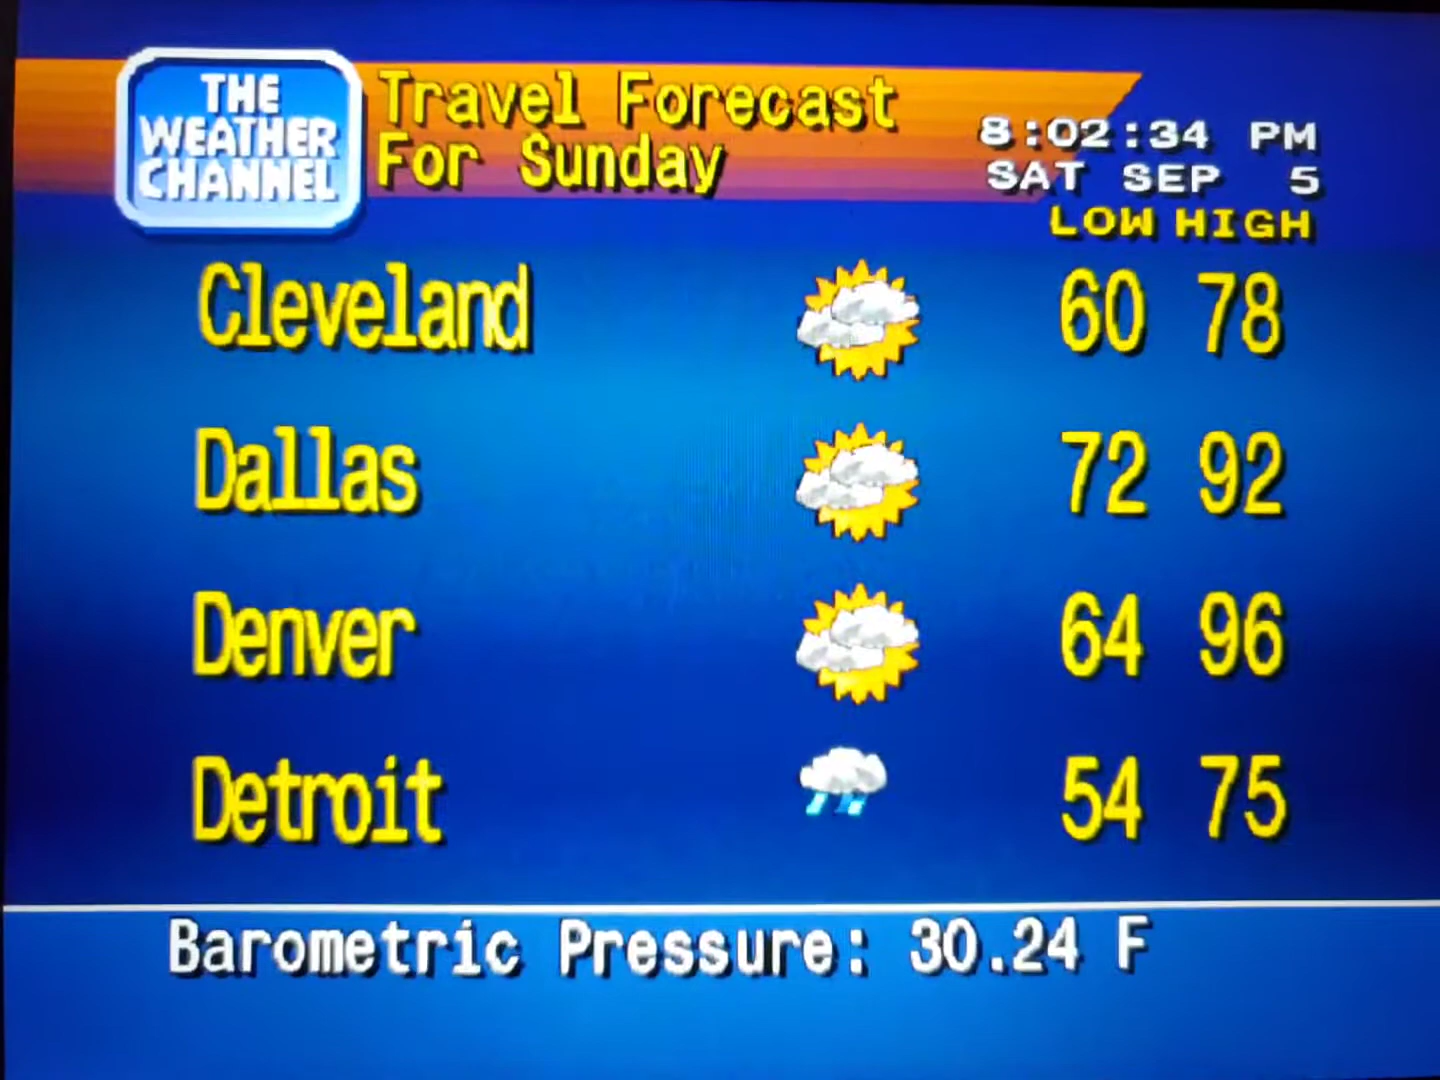 THE
WEATHER
CHANNEL
Travel Forecast
For Sunday
8:02:34 PM
SAT SEP 5
LOW HIGH
Cleveland 60 78
Dallas 72 92
Denver 64 96
Detroit 54 75
Barometric Pressure: 30.24 F